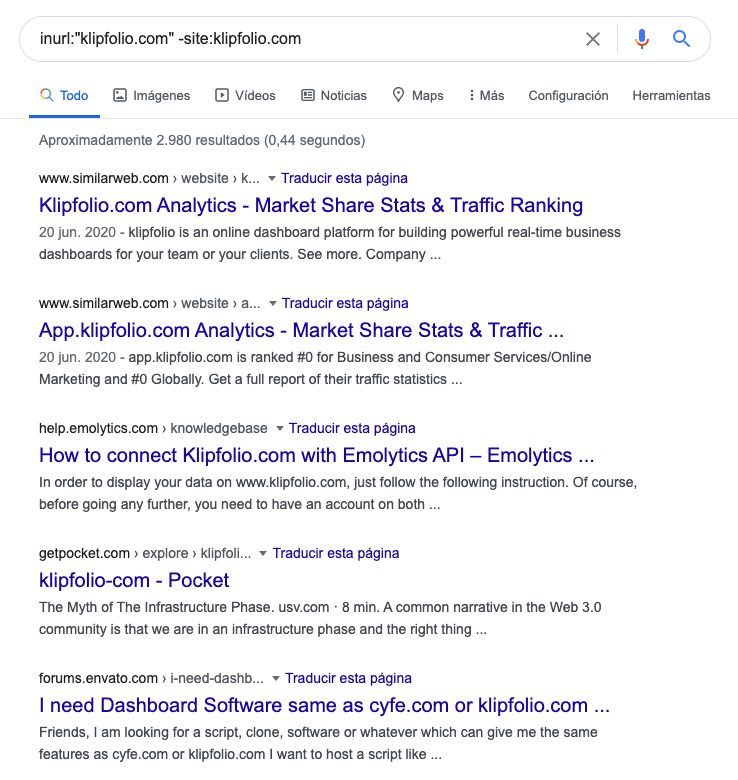 inurl:"klipfolio.com" -site:klipfolio.com
Todo Imágenes Vídeos Noticias Maps Más Configuración Herramientas
Aproximadamente 2.980 resultados (0,44 segundos)
www.similarweb.com › website › k... Traducir esta página
Klipfolio.com Analytics - Market Share Stats & Traffic Ranking
20 jun. 2020 - klipfolio is an online dashboard platform for building powerful real-time business
dashboards for your team or your clients. See more. Company ...
www.similarweb.com › website › a... Traducir esta página
App.klipfolio.com Analytics - Market Share Stats & Traffic ...
20 jun. 2020 - app.klipfolio.com is ranked #0 for Business and Consumer Services/Online
Marketing and #0 Globally. Get a full report of their traffic statistics ...
help.emolytics.com › knowledgebase Traducir esta página
How to connect Klipfolio.com with Emolytics API – Emolytics ...
In order to display your data on www.klipfolio.com, just follow the following instruction. Of course,
before going any further, you need to have an account on both ...
getpocket.com › explore › klipfoli... Traducir esta página
klipfolio-com - Pocket
The Myth of The Infrastructure Phase. usv.com · 8 min. A common narrative in the Web 3.0
community is that we are in an infrastructure phase and the right thing ...
forums.envato.com › i-need-dashb... Traducir esta página
I need Dashboard Software same as cyfe.com or klipfolio.com ...
Friends, I am looking for a script, clone, software or whatever which can give me the same
features as cyfe.com or klipfolio.com I want to host a script like ...